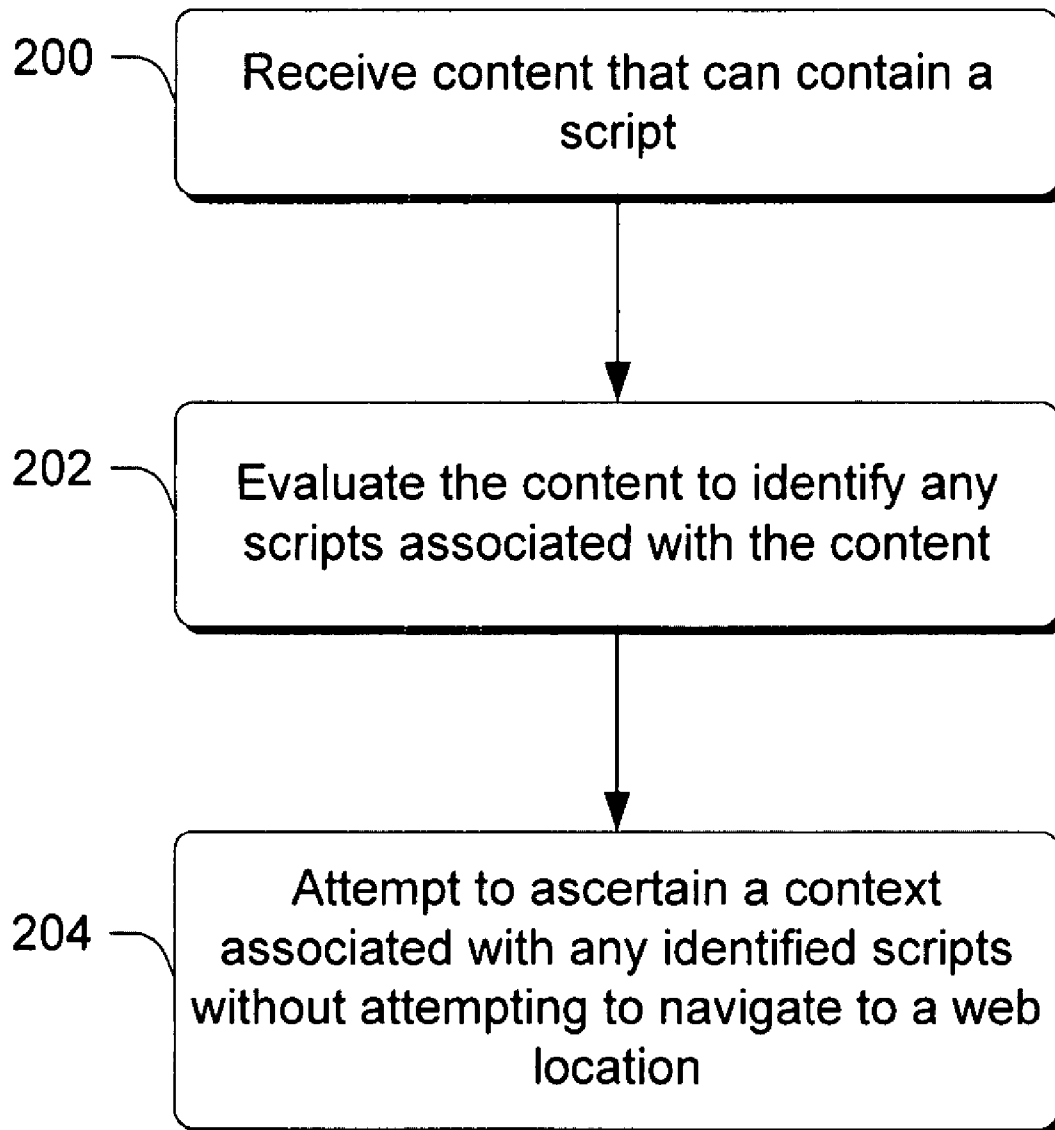 200
Receive content that can contain a
script
202
Evaluate the content to identify any
scripts associated with the content
204
Attempt to ascertain a context
associated with any identified scripts
without attempting to navigate to a web
location